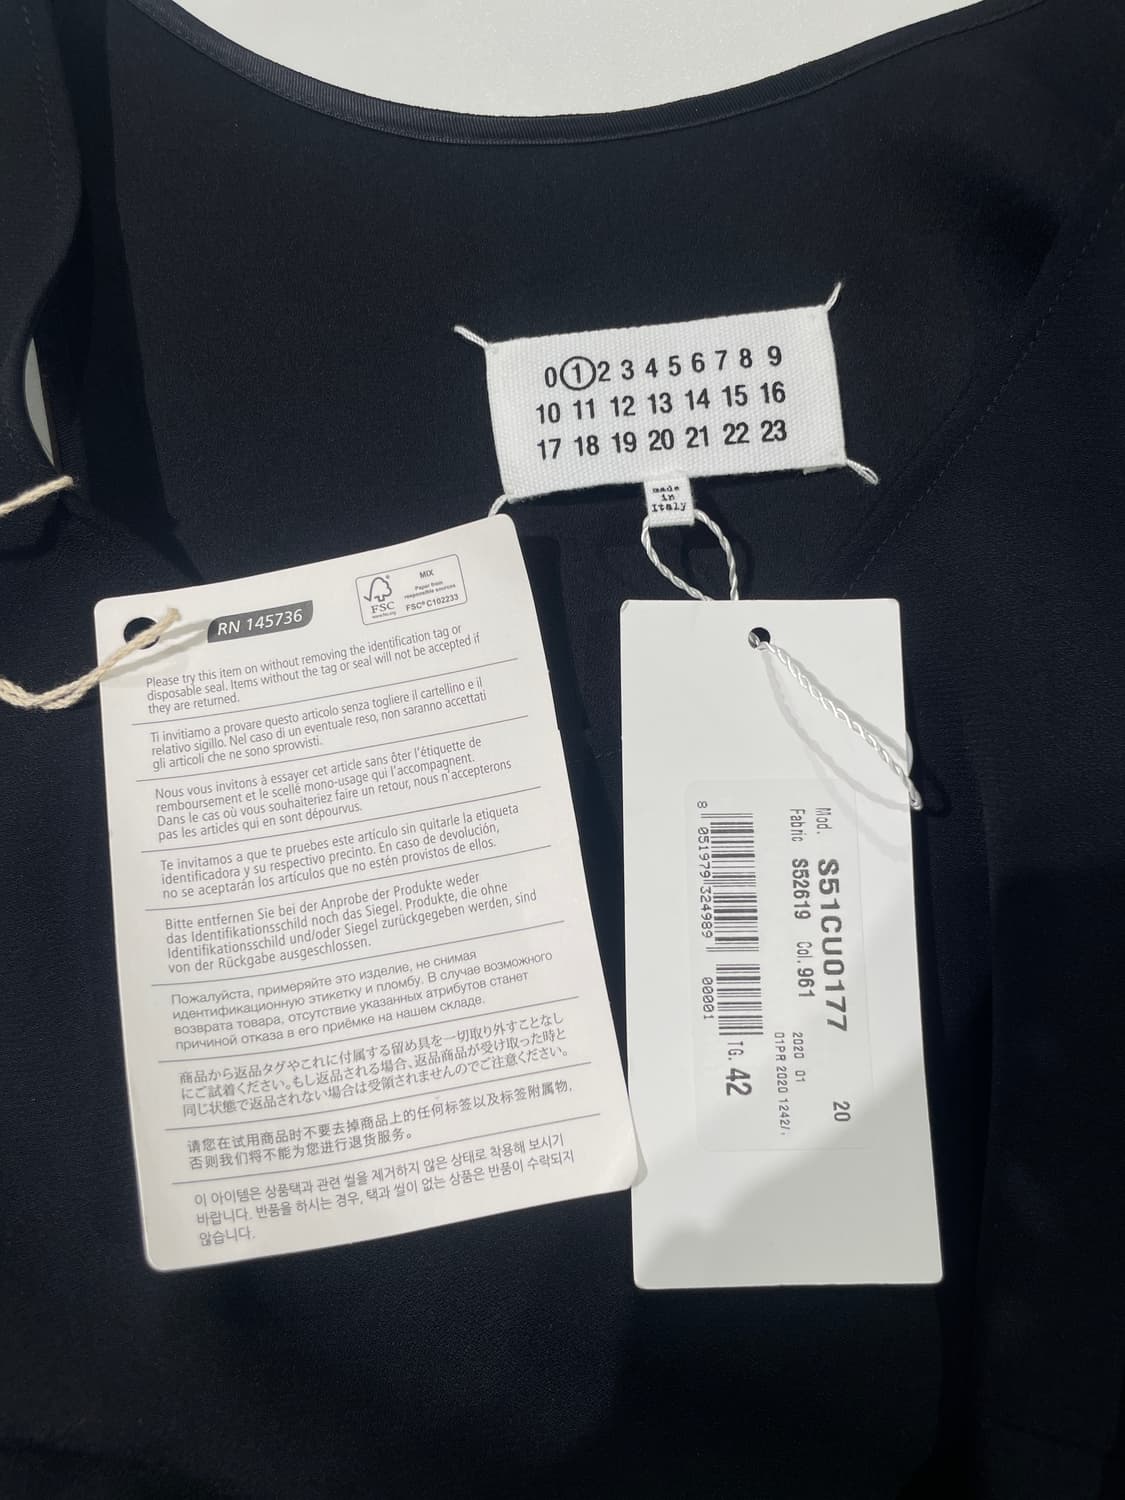 0 1 2 3 4 5 6 7 8 9
10 11 12 13 14 15 16
17 18 19 20 21 22 23
made
in
Italy
RN 145736
FSC
www.fsc.org
MIX
Paper from
responsible sources
FSC® C102233
Please try this item on without removing the identification tag or
disposable seal. Items without the tag or seal will not be accepted if
they are returned.
Ti invitiamo a provare questo articolo senza togliere il cartellino e il
relativo sigillo. Nel caso di un eventuale reso, non saranno accettati
gli articoli che ne sono sprovvisti.
Nous vous invitons à essayer cet article sans ôter l'étiquette de
remboursement et le scellé mono-usage qui l'accompagnent.
Dans le cas où vous souhaiteriez faire un retour, nous n'accepterons
pas les articles qui en sont dépourvus.
Te invitamos a que te pruebes este artículo sin quitarle la etiqueta
identificadora y su respectivo precinto. En caso de devolución,
no se aceptarán los artículos que no estén provistos de ellos.
Bitte entfernen Sie bei der Anprobe der Produkte weder
das Identifikationsschild noch das Siegel. Produkte, die ohne
Identifikationsschild und/oder Siegel zurückgegeben werden, sind
von der Rückgabe ausgeschlossen.
Пожалуйста, примеряйте это изделие, не снимая
идентификационную этикетку и пломбу. В случае возможного
возврата товара, отсутствие указанных атрибутов станет
причиной отказа в его приёмке на нашем складе.
商品から返品タグやこれに付属する留め具を一切取り外すことなし
にご試着ください。もし返品される場合、返品商品が受け取った時と
同じ状態で返品されない場合は受領されませんのでご注意ください。
请您在试用商品时不要去掉商品上的任何标签以及标签附属物，
否则我们将不能为您进行退货服务。
이 아이템은 상품택과 관련 씰을 제거하지 않은 상태로 착용해 보시기
바랍니다. 반품을 하시는 경우, 택과 씰이 없는 상품은 반품이 수락되지
않습니다.
Mod. S51CU0177 20
Fabric S52619 Col. 961
2020 01
01PR 2020 1242/.
8 051979 324989 00001
TG. 42